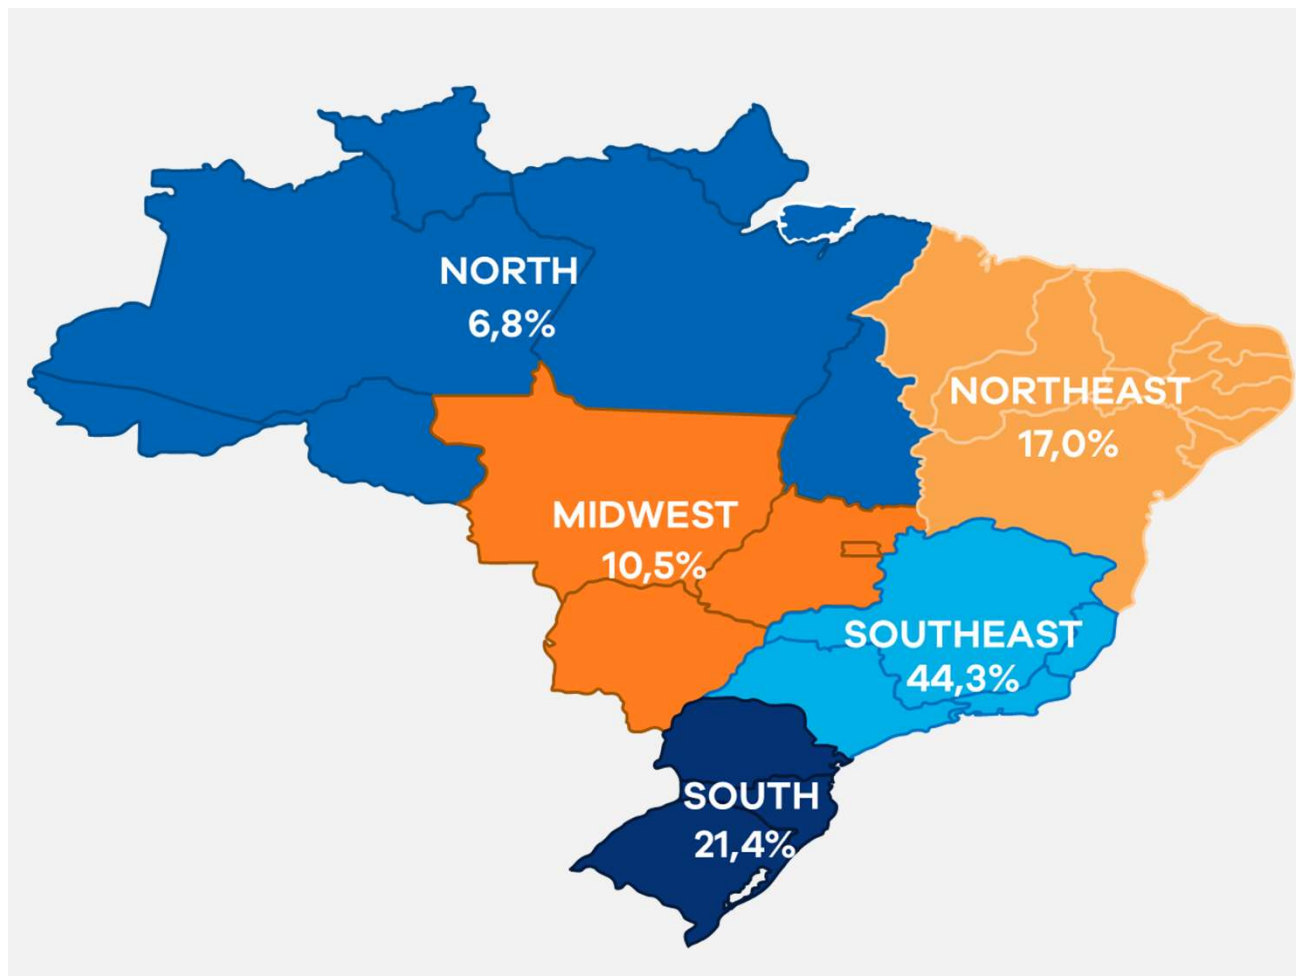 NORTH
6,8%
NORTHEAST
17,0%
MIDWEST
10,5%
SOUTHEAST
44,3%
SOUTH
21,4%